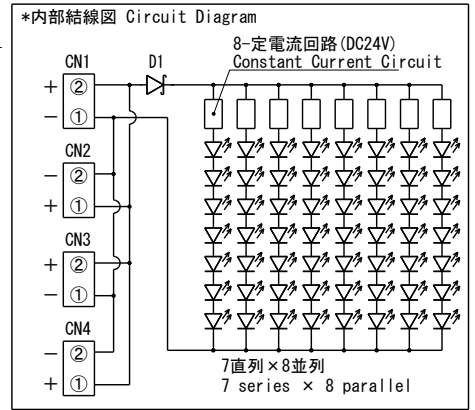 *内部結線図 Circuit Diagram
8-定電流回路(DC24V)
Constant Current Circuit
CN1
D1
+ ②
- ①
CN2
- ②
+ ①
CN3
+ ②
- ①
CN4
- ②
+ ①
7直列×8並列
7 series × 8 parallel